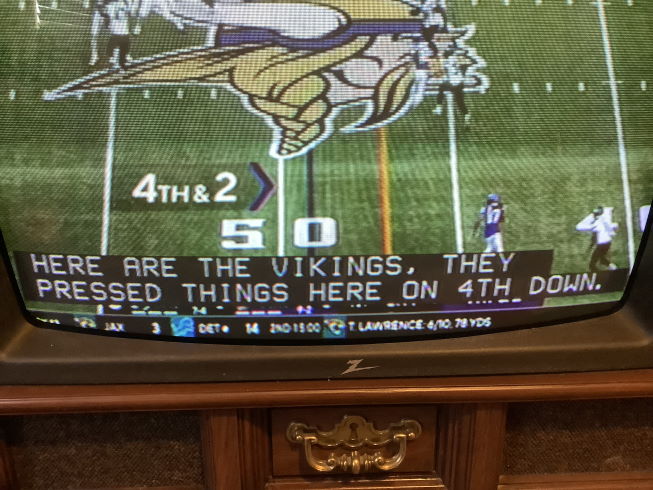 4TH & 2
50
HERE ARE THE VIKINGS, THEY
PRESSED THINGS HERE ON 4TH DOWN.
JAX 3 DET 14 2ND 15:00 T. LAWRENCE: 6/10, 78 YDS
17
Z